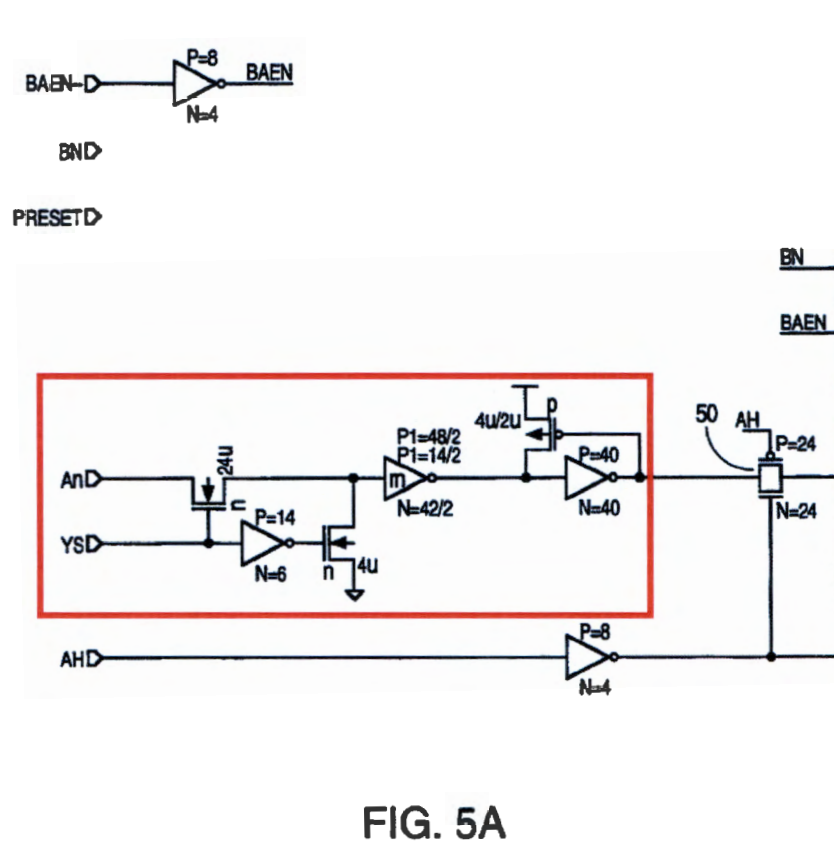 P=8
BAEN- BAEN
N=4
BN
PRESET
BN
BAEN
p
4u/2u
50 AH
P=24
P1=48/2
P1=14/2
24u
P=40
An
m
n
N=42/2
N=40
N=24
P=14
YS
N=6
n
4u
P=8
AH
N=4
FIG. 5A